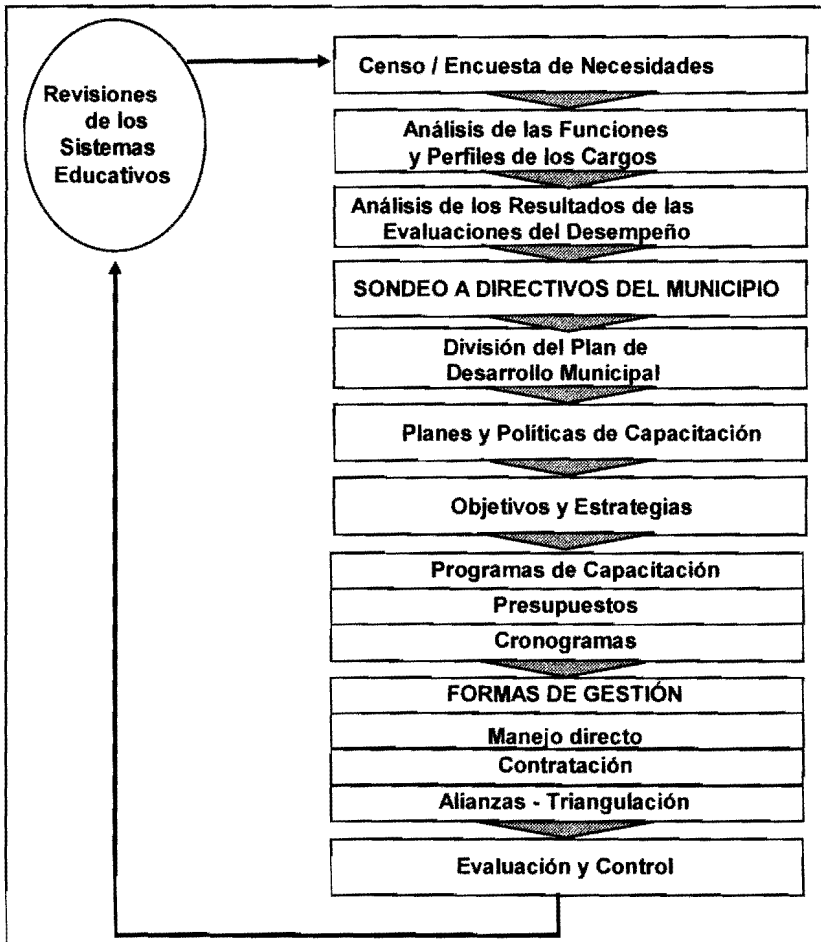 Revisiones
de los
Sistemas
Educativos
Censo / Encuesta de Necesidades
Análisis de las Funciones
y Perfiles de los Cargos
Análisis de los Resultados de las
Evaluaciones del Desempeño
SONDEO A DIRECTIVOS DEL MUNICIPIO
División del Plan de
Desarrollo Municipal
Planes y Políticas de Capacitación
Objetivos y Estrategias
Programas de Capacitación
Presupuestos
Cronogramas
FORMAS DE GESTIÓN
Manejo directo
Contratación
Alianzas - Triangulación
Evaluación y Control